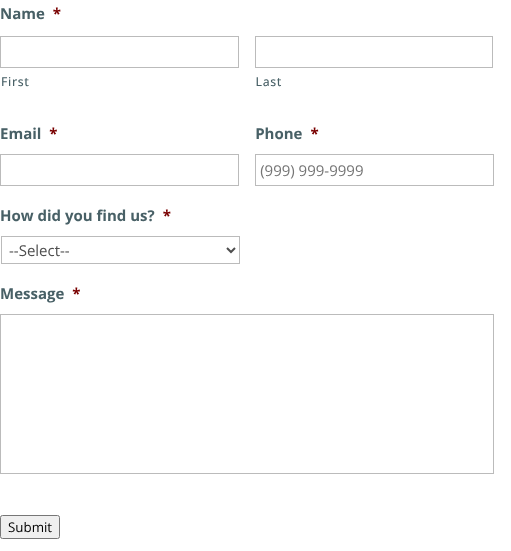 Name *
First Last
Email * Phone *
(999) 999-9999
How did you find us? *
--Select--
Message *
Submit